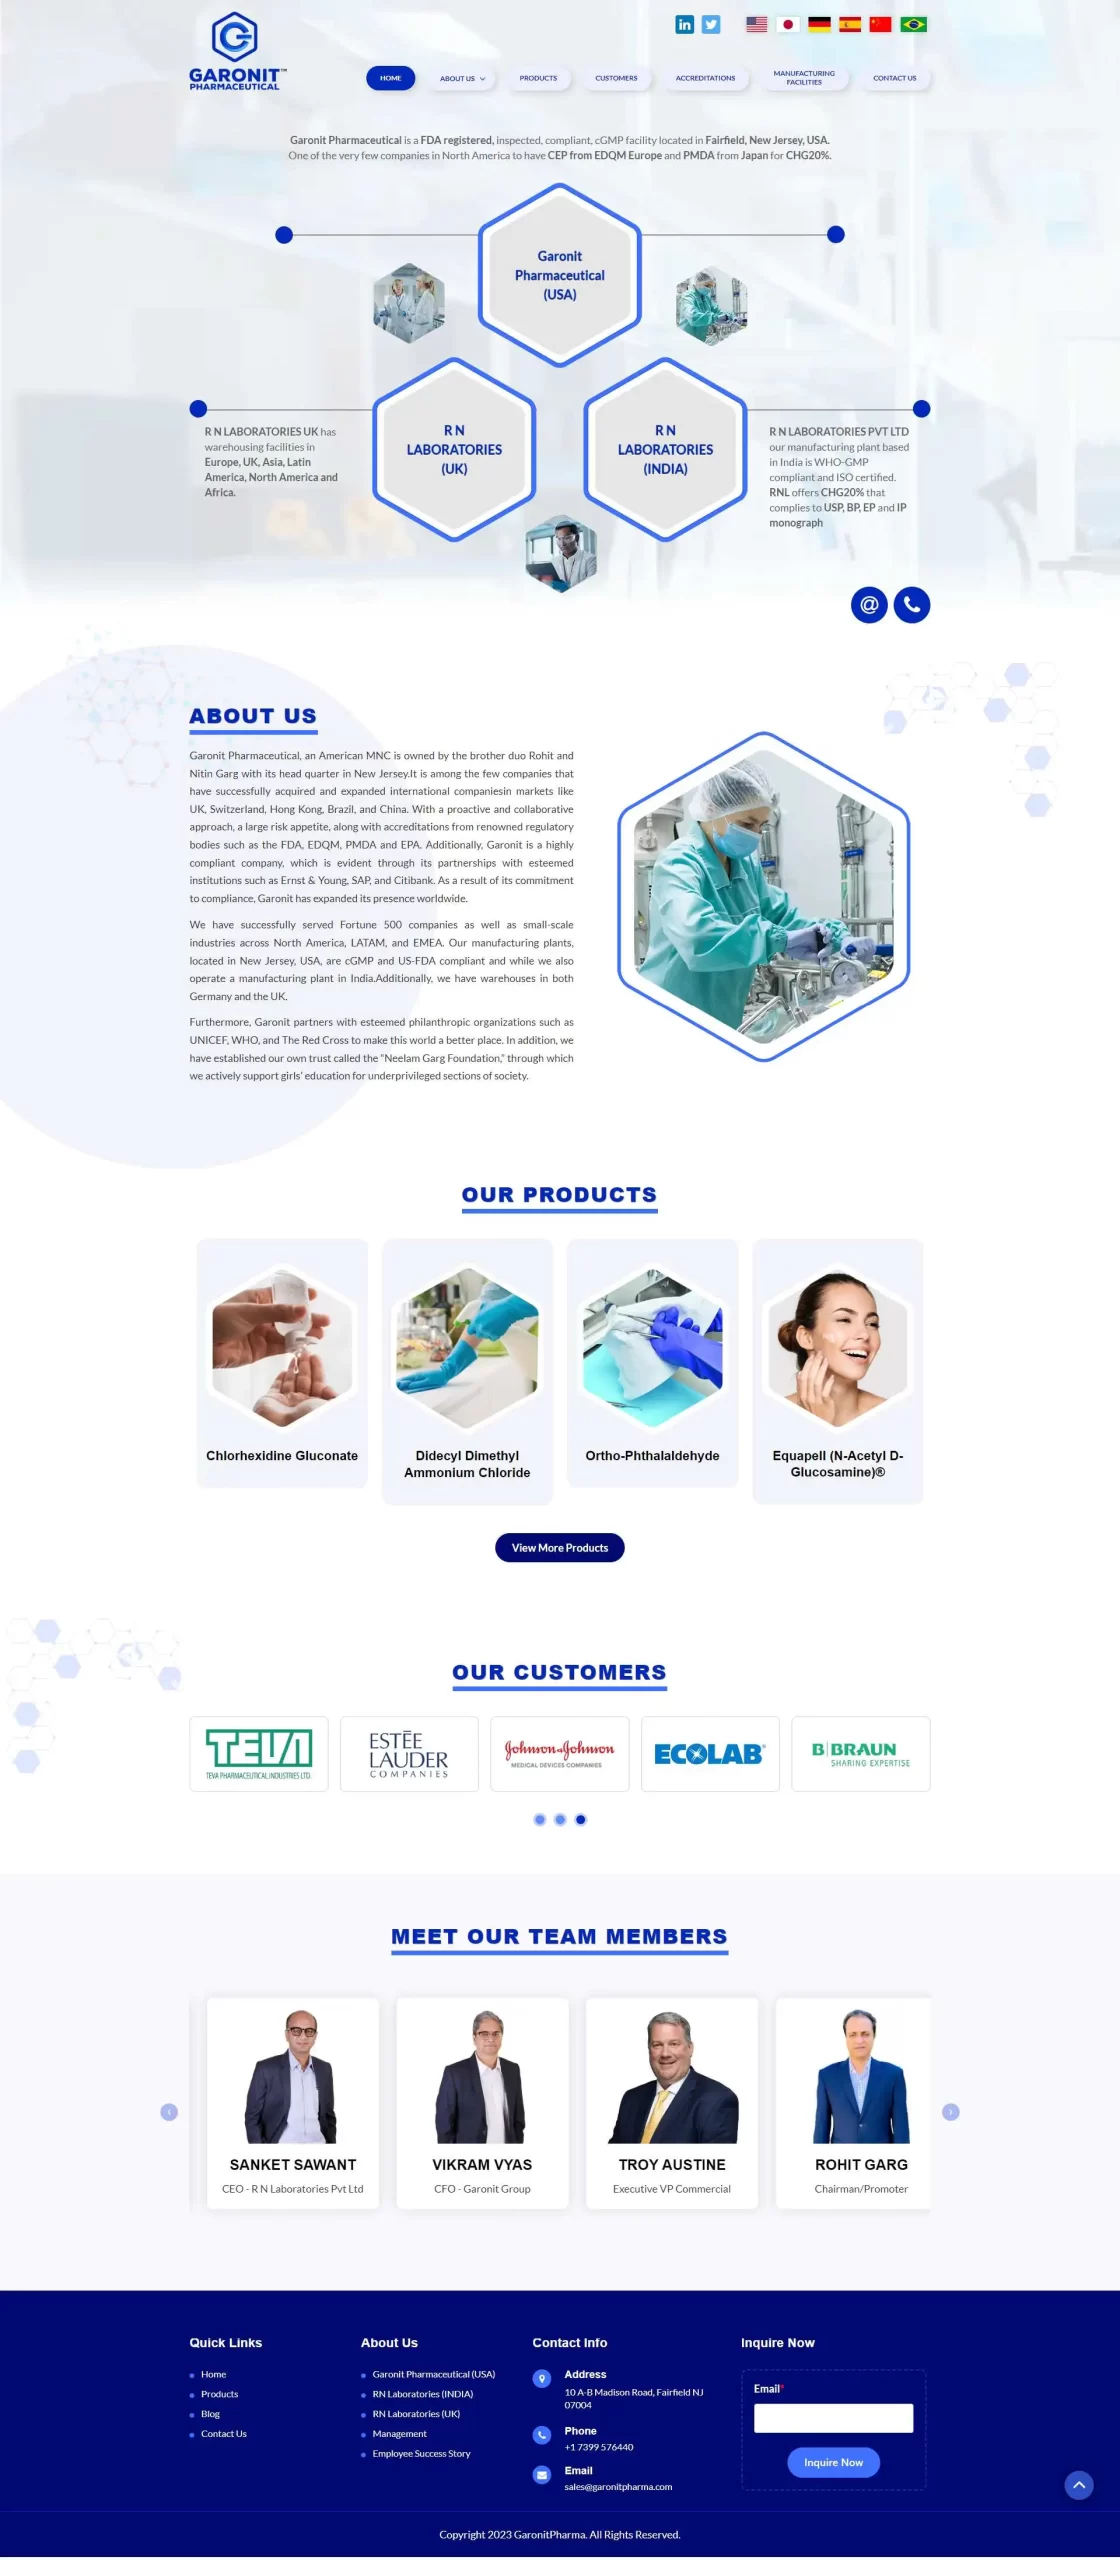 GARONIT™
PHARMACEUTICAL
HOME
ABOUT US
PRODUCTS
CUSTOMERS
ACCREDITATIONS
MANUFACTURING
FACILITIES
CONTACT US
Garonit Pharmaceutical is a FDA registered, inspected, compliant, cGMP facility located in Fairfield, New Jersey, USA.
One of the very few companies in North America to have CEP from EDQM Europe and PMDA from Japan for CHG20%.
Garonit
Pharmaceutical
(USA)
R N
LABORATORIES
(UK)
R N
LABORATORIES
(INDIA)
R N LABORATORIES UK has
warehousing facilities in
Europe, UK, Asia, Latin
America, North America and
Africa.
R N LABORATORIES PVT LTD
our manufacturing plant based
in India is WHO-GMP
compliant and ISO certified.
RNL offers CHG20% that
complies to USP, BP, EP and IP
monograph
ABOUT US
Garonit Pharmaceutical, an American MNC is owned by the brother duo Rohit and
Nitin Garg with its head quarter in New Jersey.It is among the few companies that
have successfully acquired and expanded international companiesin markets like
UK, Switzerland, Hong Kong, Brazil, and China. With a proactive and collaborative
approach, a large risk appetite, along with accreditations from renowned regulatory
bodies such as the FDA, EDQM, PMDA and EPA. Additionally, Garonit is a highly
compliant company, which is evident through its partnerships with esteemed
institutions such as Ernst & Young, SAP, and Citibank. As a result of its commitment
to compliance, Garonit has expanded its presence worldwide.
We have successfully served Fortune 500 companies as well as small-scale
industries across North America, LATAM, and EMEA. Our manufacturing plants,
located in New Jersey, USA, are cGMP and US-FDA compliant and while we also
operate a manufacturing plant in India.Additionally, we have warehouses in both
Germany and the UK.
Furthermore, Garonit partners with esteemed philanthropic organizations such as
UNICEF, WHO, and The Red Cross to make this world a better place. In addition, we
have established our own trust called the "Neelam Garg Foundation," through which
we actively support girls' education for underprivileged sections of society.
OUR PRODUCTS
Chlorhexidine Gluconate
Didecyl Dimethyl
Ammonium Chloride
Ortho-Phthalaldehyde
Equapell (N-Acetyl D-
Glucosamine)®
View More Products
OUR CUSTOMERS
TEVA
TEVA PHARMACEUTICAL INDUSTRIES LTD.
ESTĒE
LAUDER
COMPANIES
Johnson & Johnson
MEDICAL DEVICES COMPANIES
ECOLAB®
B|BRAUN
SHARING EXPERTISE
MEET OUR TEAM MEMBERS
SANKET SAWANT
CEO - R N Laboratories Pvt Ltd
VIKRAM VYAS
CFO - Garonit Group
TROY AUSTINE
Executive VP Commercial
ROHIT GARG
Chairman/Promoter
Quick Links
Home
Products
Blog
Contact Us
About Us
Garonit Pharmaceutical (USA)
RN Laboratories (INDIA)
RN Laboratories (UK)
Management
Employee Success Story
Contact Info
Address
10 A-B Madison Road, Fairfield NJ
07004
Phone
+1 7399 576440
Email
sales@garonitpharma.com
Inquire Now
Email*
Inquire Now
Copyright 2023 GaronitPharma. All Rights Reserved.